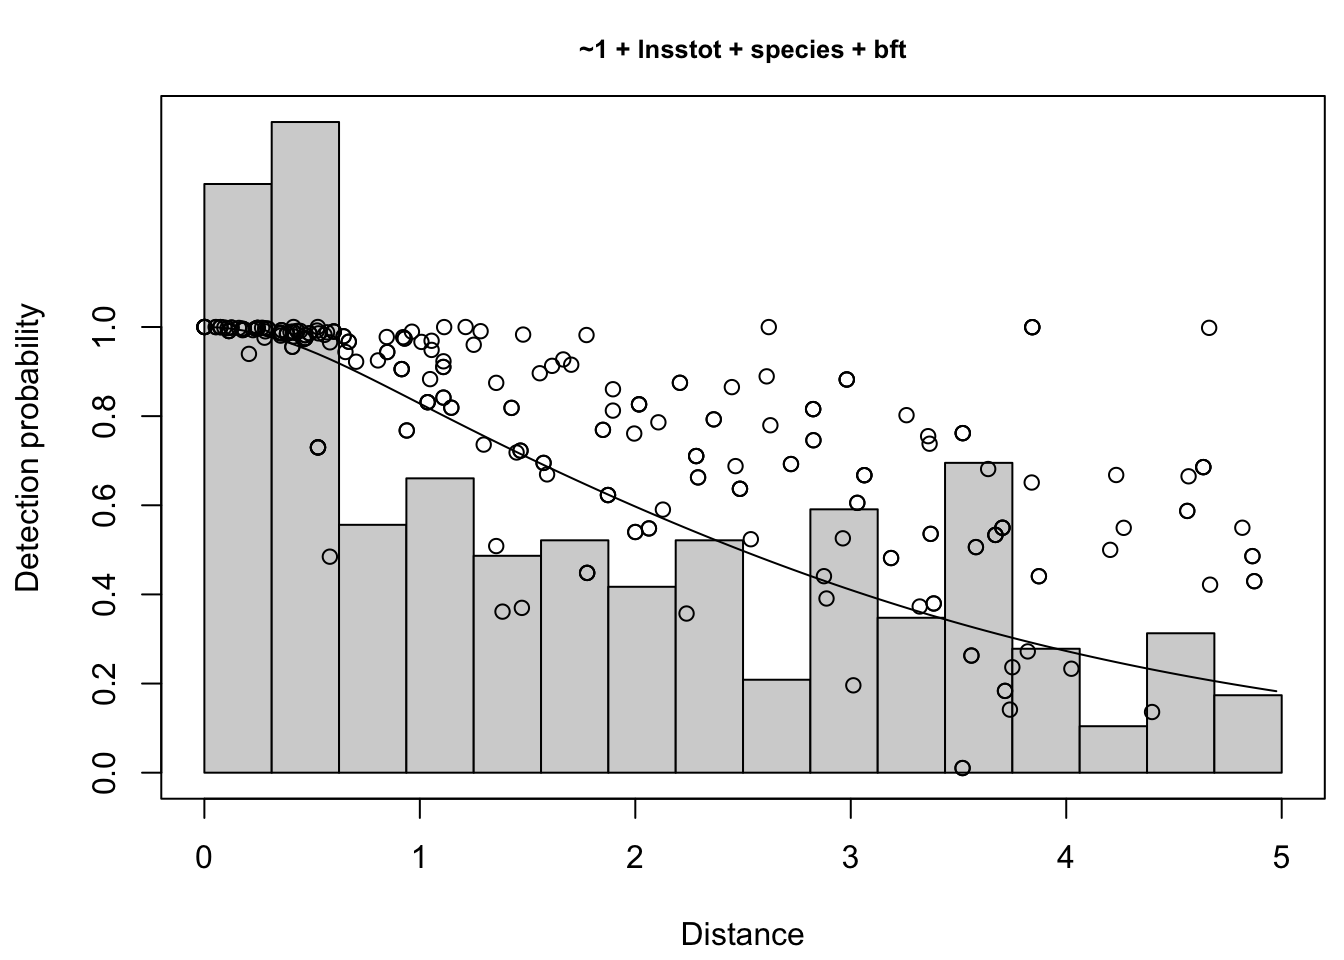 ~1 + lnsstot + species + bft
Detection probability
1.0
0.8
0.6
0.4
0.2
0.0
0 1 2 3 4 5
Distance